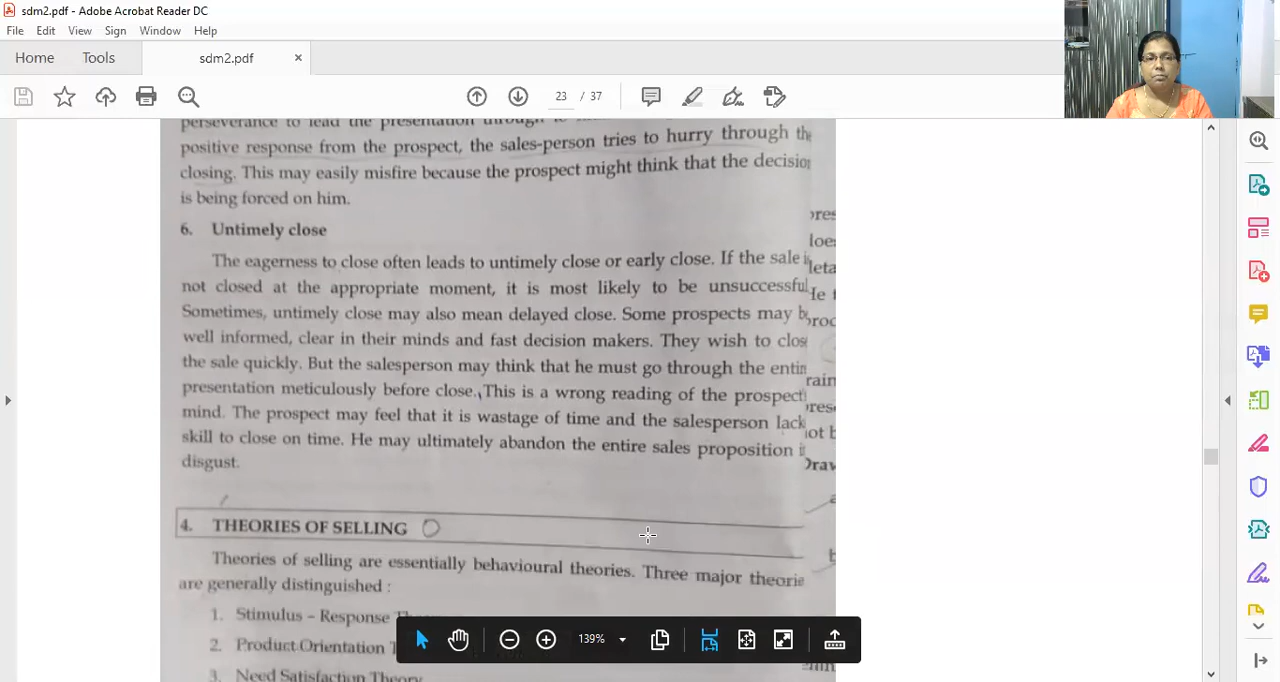 sdm2.pdf - Adobe Acrobat Reader DC
File Edit View Sign Window Help
Home Tools sdm2.pdf ×
23 / 37
positive response from the prospect, the sales-person tries to hurry through the
closing. This may easily misfire because the prospect might think that the decision
is being forced on him.
6. Untimely close
The eagerness to close often leads to untimely close or early close. If the sale is
not closed at the appropriate moment, it is most likely to be unsuccessful
Sometimes, untimely close may also mean delayed close. Some prospects may b
well informed, clear in their minds and fast decision makers. They wish to clos
the sale quickly. But the salesperson may think that he must go through the entir
presentation meticulously before close. This is a wrong reading of the prospect
mind. The prospect may feel that it is wastage of time and the salesperson lack
skill to close on time. He may ultimately abandon the entire sales proposition i
disgust.
4. THEORIES OF SELLING
Theories of selling are essentially behavioural theories. Three major theorie
are generally distinguished :
1. Stimulus – Response
2. Product Orientation
3. Need Satisfaction Theory
139%